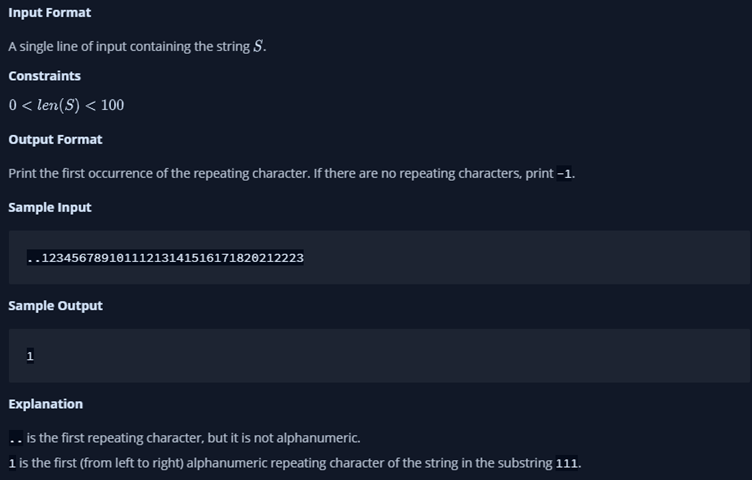 Input Format
A single line of input containing the string S.
Constraints
0 < len(S) < 100
Output Format
Print the first occurrence of the repeating character. If there are no repeating characters, print -1.
Sample Input
..12345678910111213141516171820212223
Sample Output
1
Explanation
.. is the first repeating character, but it is not alphanumeric.
1 is the first (from left to right) alphanumeric repeating character of the string in the substring 111.